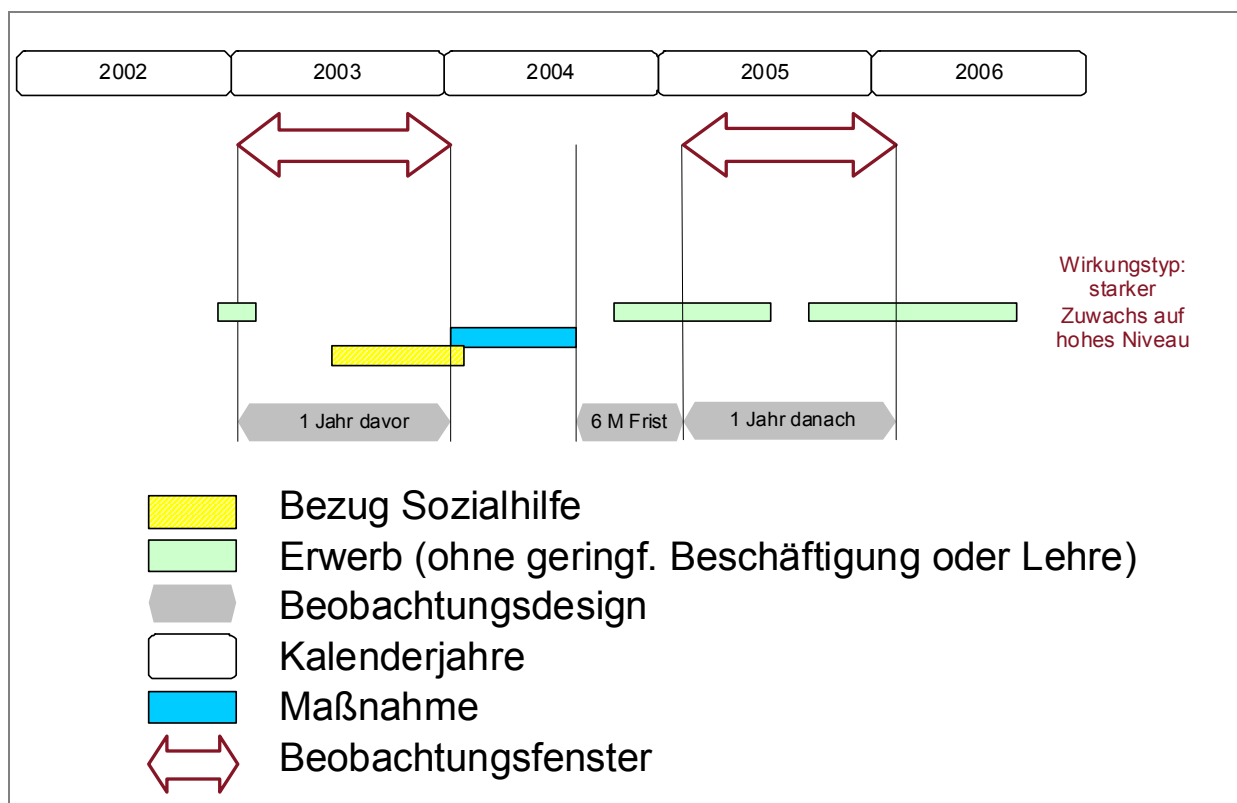 2002 2003 2004 2005 2006
Wirkungstyp:
starker
Zuwachs auf
hohes Niveau
1 Jahr davor 6 M Frist 1 Jahr danach
Bezug Sozialhilfe
Erwerb (ohne geringf. Beschäftigung oder Lehre)
Beobachtungsdesign
Kalenderjahre
Maßnahme
Beobachtungsfenster